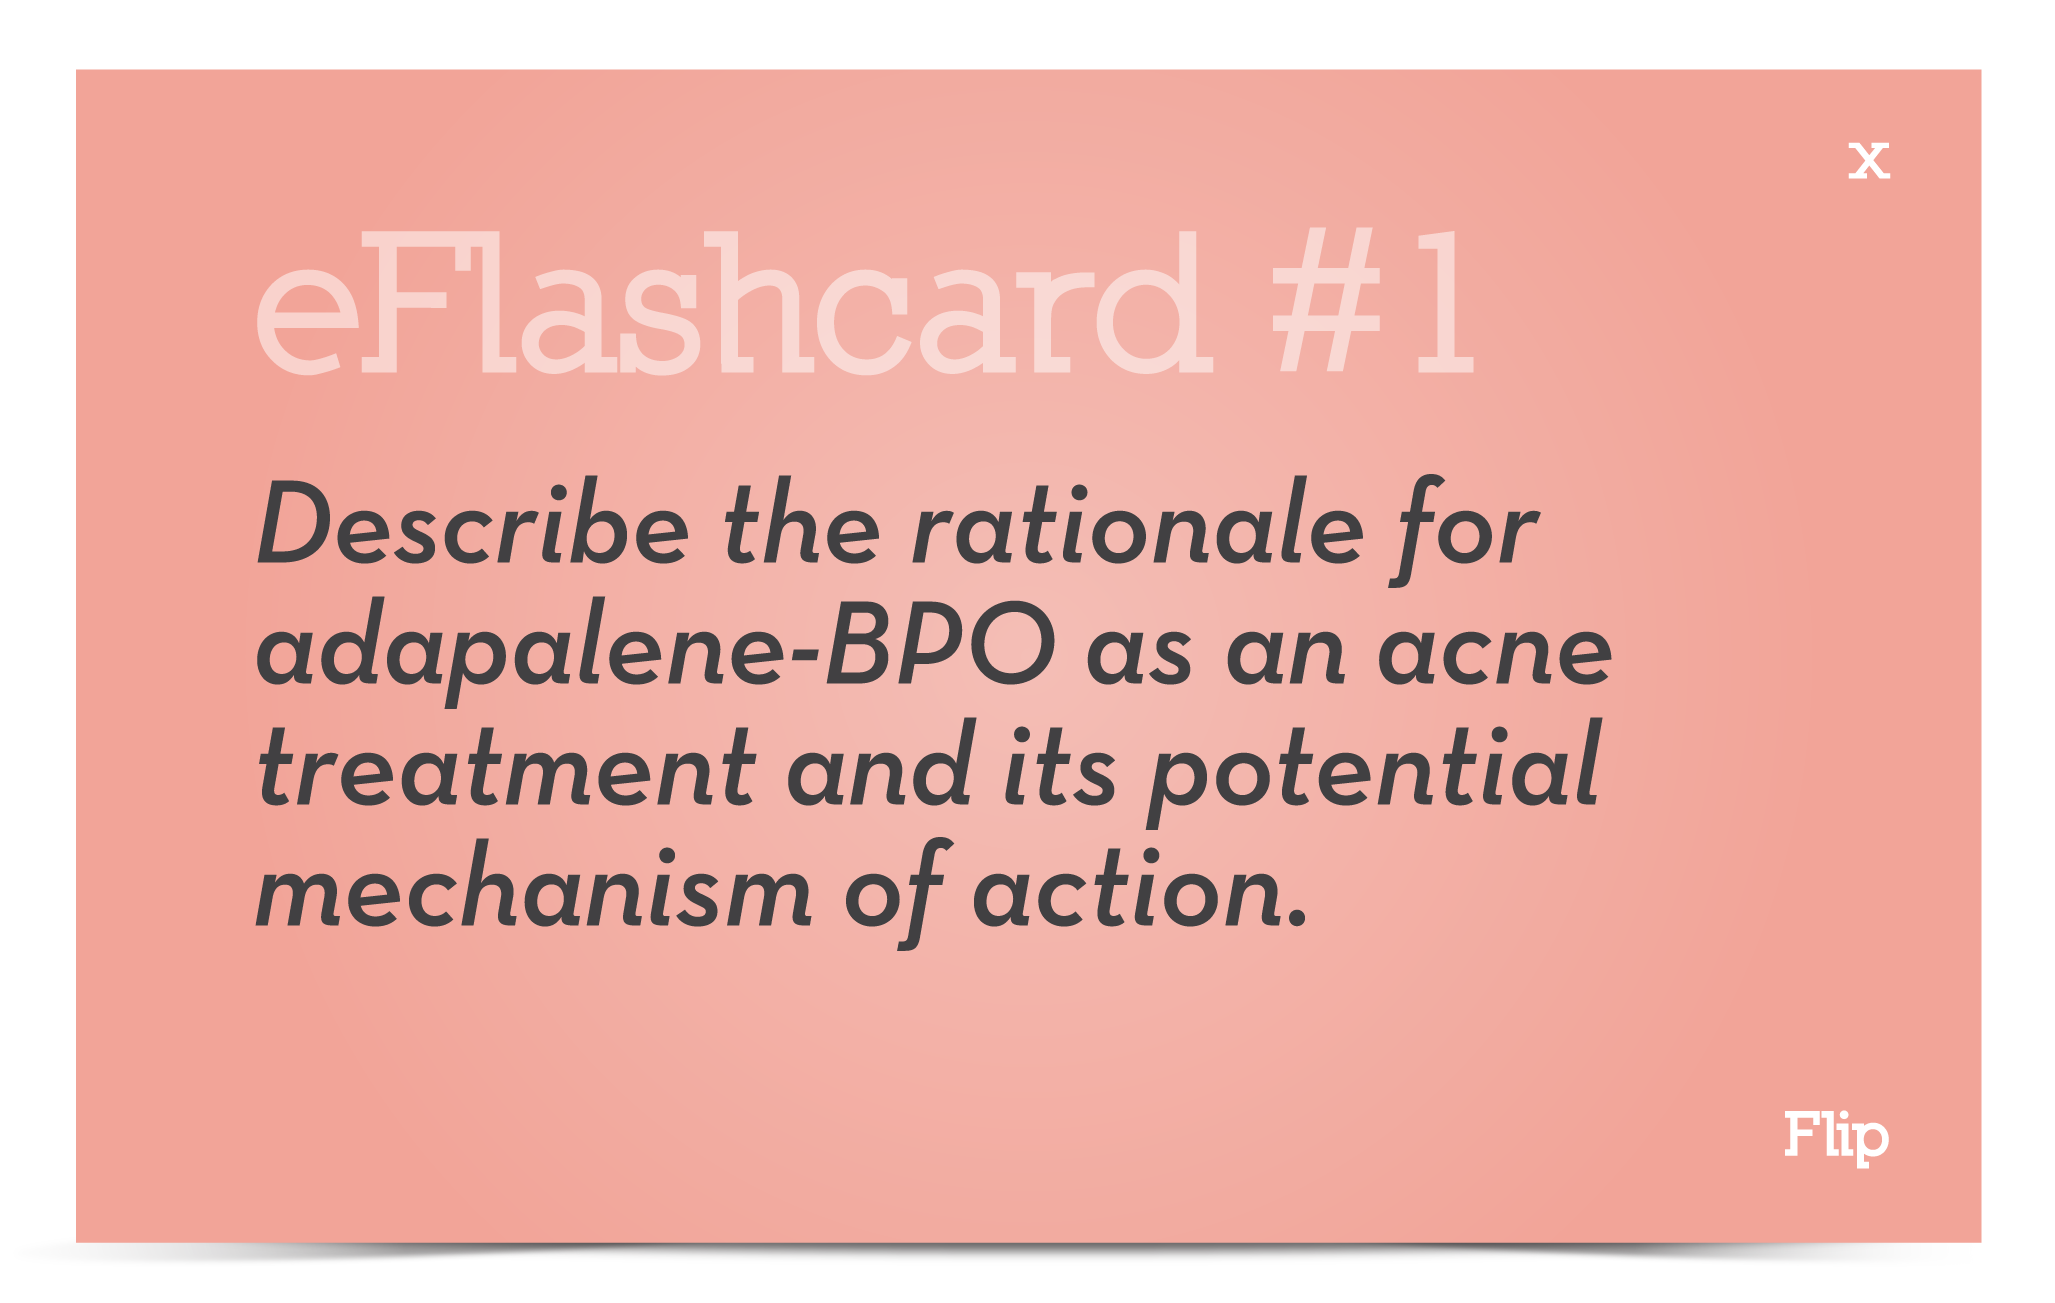 x
eFlashcard #1
Describe the rationale for
adapalene-BPO as an acne
treatment and its potential
mechanism of action.
Flip